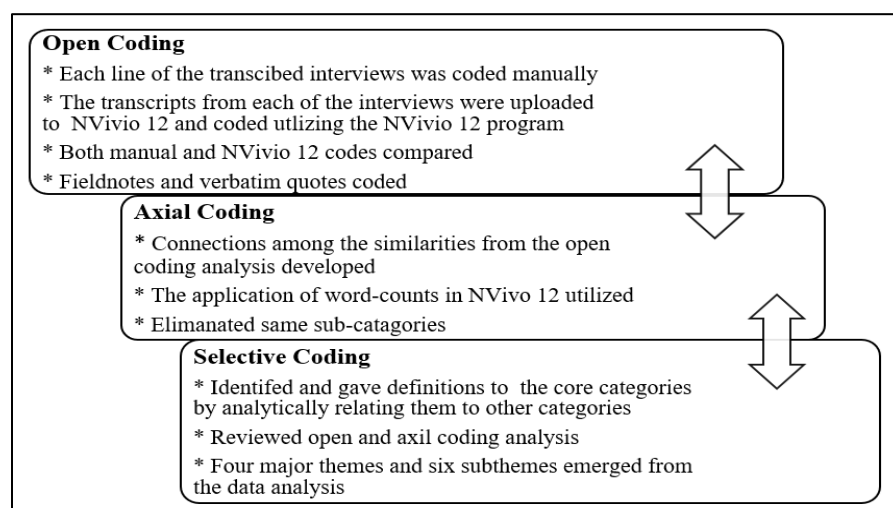 Open Coding
* Each line of the transcibed interviews was coded manually
* The transcripts from each of the interviews were uploaded
to NVivio 12 and coded utlizing the NVivio 12 program
* Both manual and NVivio 12 codes compared
* Fieldnotes and verbatim quotes coded
Axial Coding
* Connections among the similarities from the open
coding analysis developed
* The application of word-counts in NVivo 12 utilized
* Elimanated same sub-catagories
Selective Coding
* Identifed and gave definitions to the core categories
by analytically relating them to other categories
* Reviewed open and axil coding analysis
* Four major themes and six subthemes emerged from
the data analysis